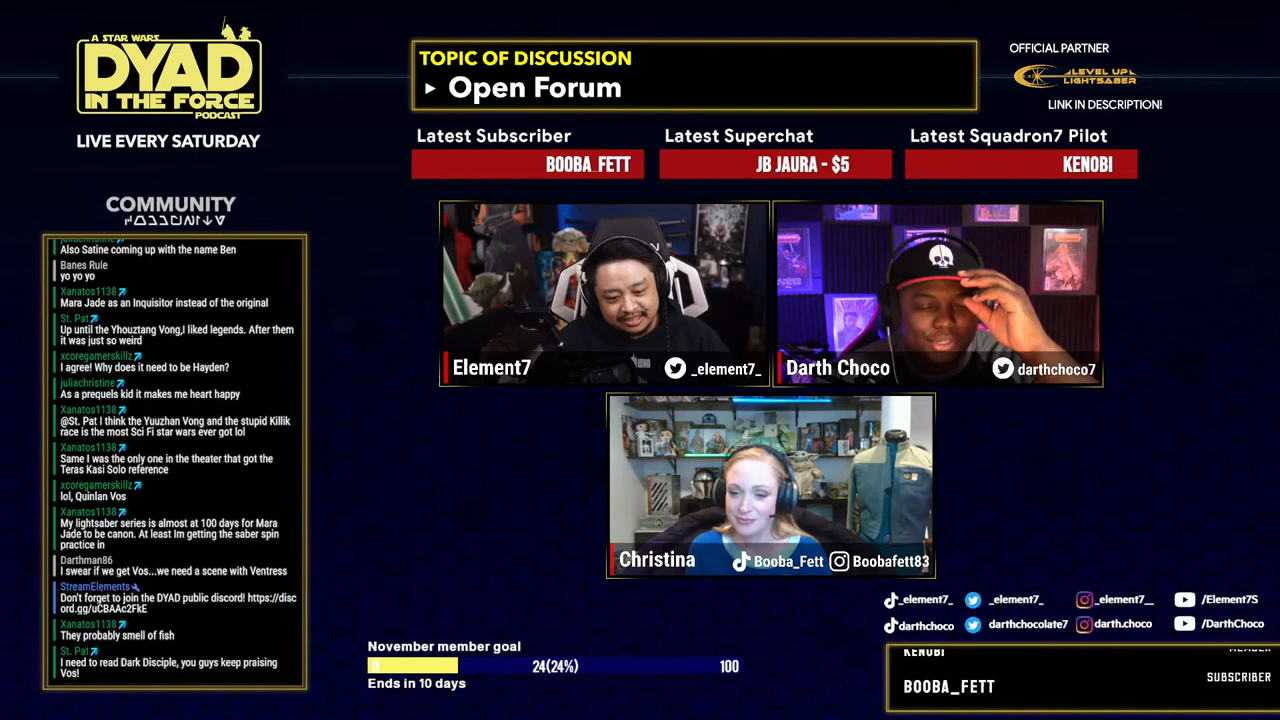 A STAR WARS
DYAD
IN THE FORCE
PODCAST
LIVE EVERY SATURDAY
TOPIC OF DISCUSSION
Open Forum
OFFICIAL PARTNER
LEVEL UP
LIGHTSABER
LINK IN DESCRIPTION!
Latest Subscriber
BOOBA_FETT
Latest Superchat
JB JAURA - $5
Latest Squadron7 Pilot
KENOBI
COMMUNITY
juliachristine
Also Satine coming up with the name Ben
Banes Rule
yo yo yo
Xanatos1138
Mara Jade as an Inquisitor instead of the original
St. Pat
Up until the Yhouztang Vong,I liked legends. After them
it was just so weird
xcoregamerskillz
I agree! Why does it need to be Hayden?
juliachristine
As a prequels kid it makes me heart happy
Xanatos1138
@St. Pat I think the Yuuzhan Vong and the stupid Killik
race is the most Sci Fi star wars ever got lol
Xanatos1138
Same I was the only one in the theater that got the
Teras Kasi Solo reference
xcoregamerskillz
lol, Quinlan Vos
Xanatos1138
My lightsaber series is almost at 100 days for Mara
Jade to be canon. At least Im getting the saber spin
practice in
Darthman86
I swear if we get Vos...we need a scene with Ventress
StreamElements
Don't forget to join the DYAD public discord! https://disc
ord.gg/uCBAAc2FkE
Xanatos1138
They probably smell of fish
St. Pat
I need to read Dark Disciple, you guys keep praising
Vos!
Element7
_element7_
Darth Choco
darthchoco7
Christina
Booba_Fett
Boobafett83
November member goal
0
24(24%)
100
Ends in 10 days
_element7_
_element7_
_element7__
/Element7S
darthchoco
darthchocolate7
darth.choco
/DarthChoco
KENOBI
MEMBER
BOOBA_FETT
SUBSCRIBER